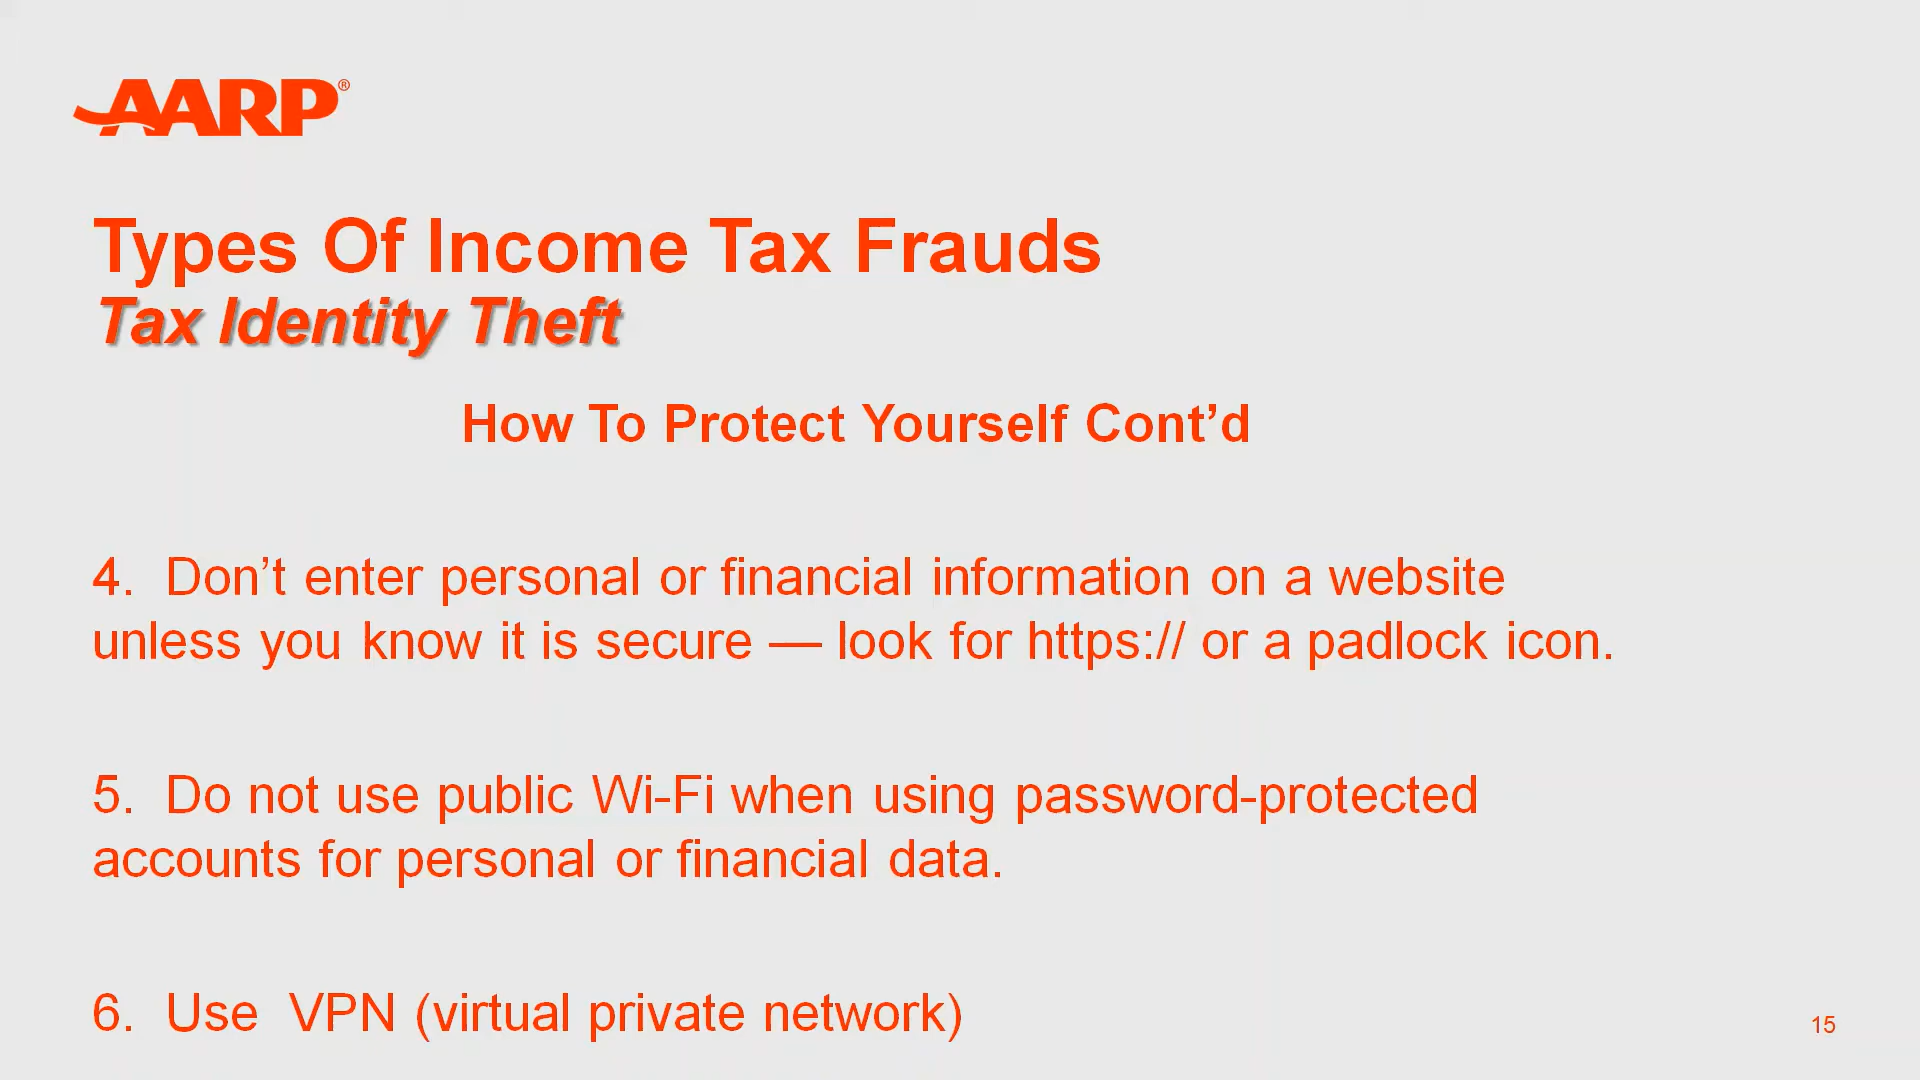 AARP®
Types Of Income Tax Frauds
Tax Identity Theft
How To Protect Yourself Cont’d
4. Don’t enter personal or financial information on a website
unless you know it is secure — look for https:// or a padlock icon.
5. Do not use public Wi-Fi when using password-protected
accounts for personal or financial data.
6. Use VPN (virtual private network)
15